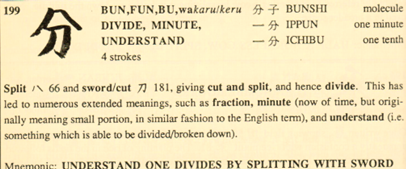 199 分 BUN,FUN,BU,wakaru/keru 分子 BUNSHI molecule
DIVIDE, MINUTE, 一分 IPPUN one minute
UNDERSTAND 一分 ICHIBU one tenth
4 strokes
Split ハ 66 and sword/cut 刀 181, giving cut and split, and hence divide. This has
led to numerous extended meanings, such as fraction, minute (now of time, but origi-
nally meaning small portion, in similar fashion to the English term), and understand (i.e.
something which is able to be divided/broken down).
Mnemonic: UNDERSTAND ONE DIVIDES BY SPLITTING WITH SWORD